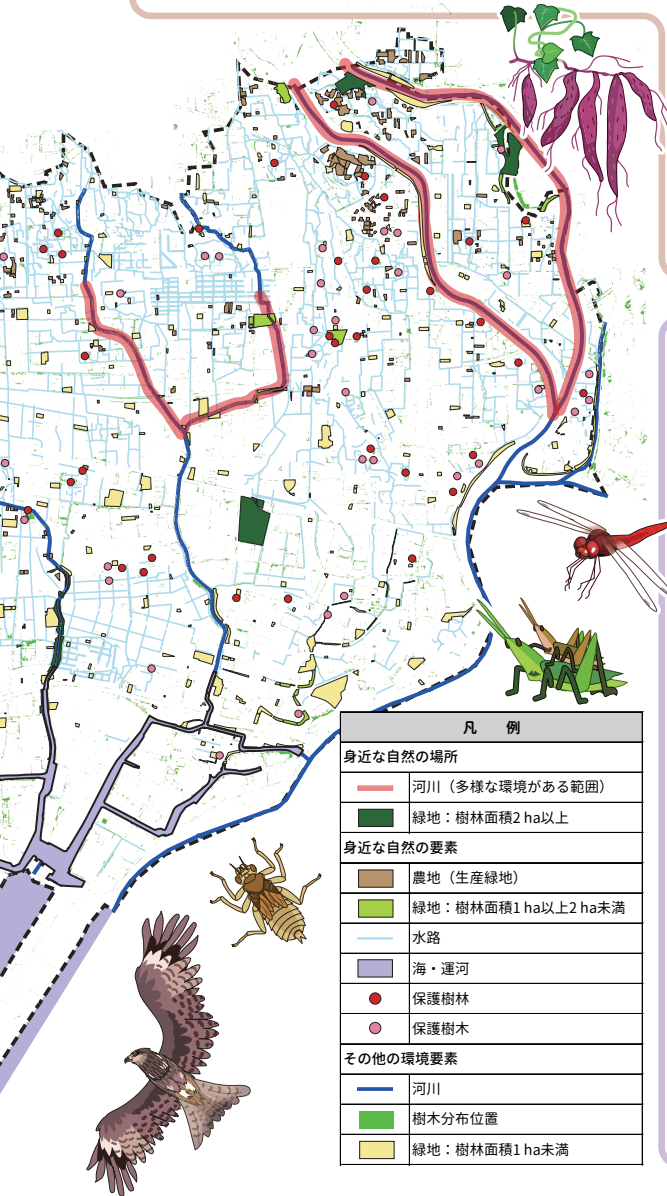 凡　例
身近な自然の場所
河川（多様な環境がある範囲）
緑地：樹林面積2 ha以上
身近な自然の要素
農地（生産緑地）
緑地：樹林面積1 ha以上2 ha未満
水路
海・運河
保護樹林
保護樹木
その他の環境要素
河川
樹木分布位置
緑地：樹林面積1 ha未満